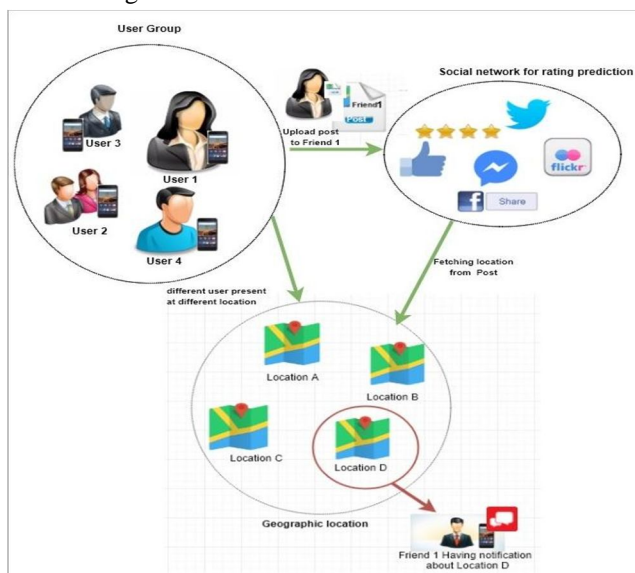 User Group
Social network for rating prediction
Friend1
Post
Upload post
to Friend 1
User 3
User 1
User 2
User 4
flickr
f Share
different user present
at different location
Fetching location
from Post
Location A
Location B
Location C
Location D
Geographic location
Friend 1 Having notification
about Location D